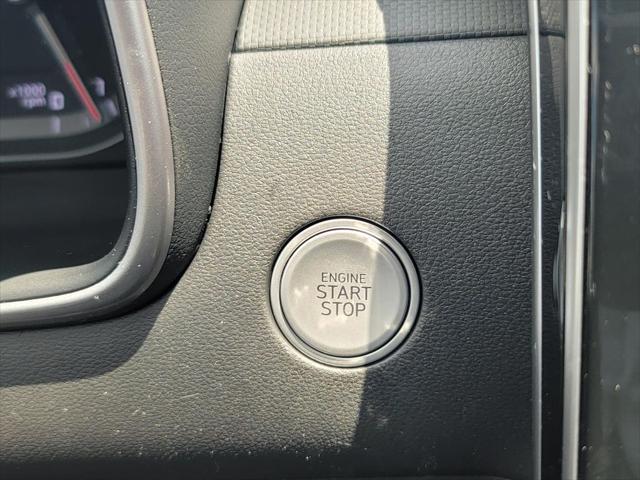 x1000
rpm
ENGINE
START
STOP